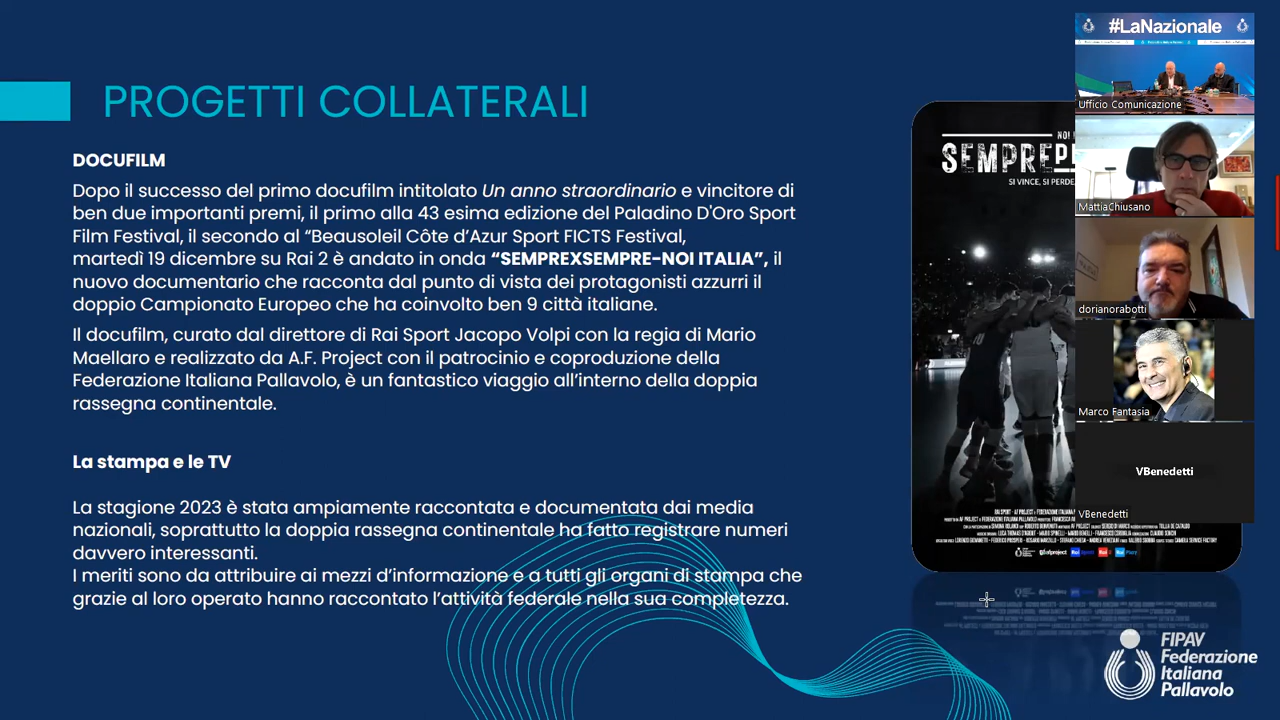 PROGETTI COLLATERALI
DOCUFILM
Dopo il successo del primo docufilm intitolato Un anno straordinario e vincitore di
ben due importanti premi, il primo alla 43 esima edizione del Paladino D'Oro Sport
Film Festival, il secondo al “Beausoleil Côte d’Azur Sport FICTS Festival,
martedì 19 dicembre su Rai 2 è andato in onda “SEMPREXSEMPRE-NOI ITALIA”, il
nuovo documentario che racconta dal punto di vista dei protagonisti azzurri il
doppio Campionato Europeo che ha coinvolto ben 9 città italiane.
Il docufilm, curato dal direttore di Rai Sport Jacopo Volpi con la regia di Mario
Maellaro e realizzato da A.F. Project con il patrocinio e coproduzione della
Federazione Italiana Pallavolo, è un fantastico viaggio all’interno della doppia
rassegna continentale.
La stampa e le TV
La stagione 2023 è stata ampiamente raccontata e documentata dai media
nazionali, soprattutto la doppia rassegna continentale ha fatto registrare numeri
davvero interessanti.
I meriti sono da attribuire ai mezzi d’informazione e a tutti gli organi di stampa che
grazie al loro operato hanno raccontato l’attività federale nella sua completezza.
NOI
SEMPREPE
SI VINCE, SI PERDE
#LaNazionale
Ufficio Comunicazione
MattiaChiusano
dorianorabotti
Marco Fantasia
VBenedetti
VBenedetti
FIPAV
Federazione
Italiana
Pallavolo